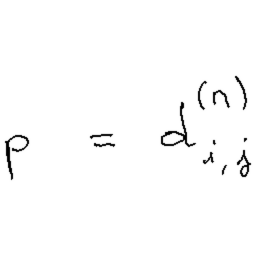 p = d_{i,j}^{(n)}